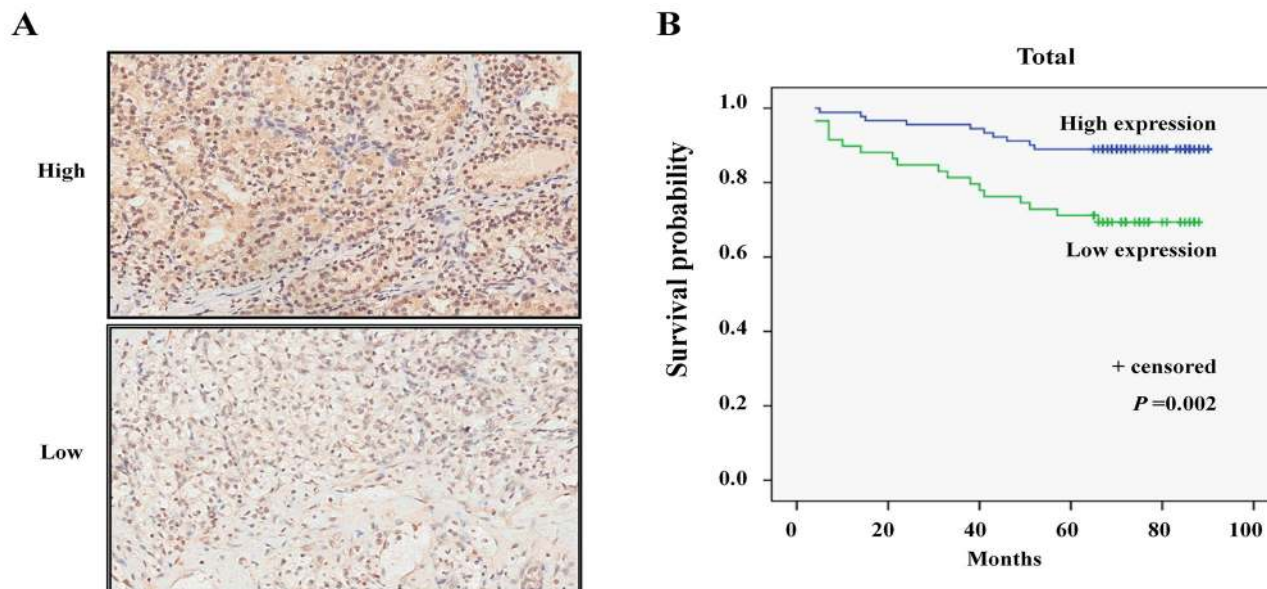 A
High
Low
B
Total
Survival probability
1.0
0.8
0.6
0.4
0.2
0.0
High expression
Low expression
+ censored
P =0.002
0 20 40 60 80 100
Months